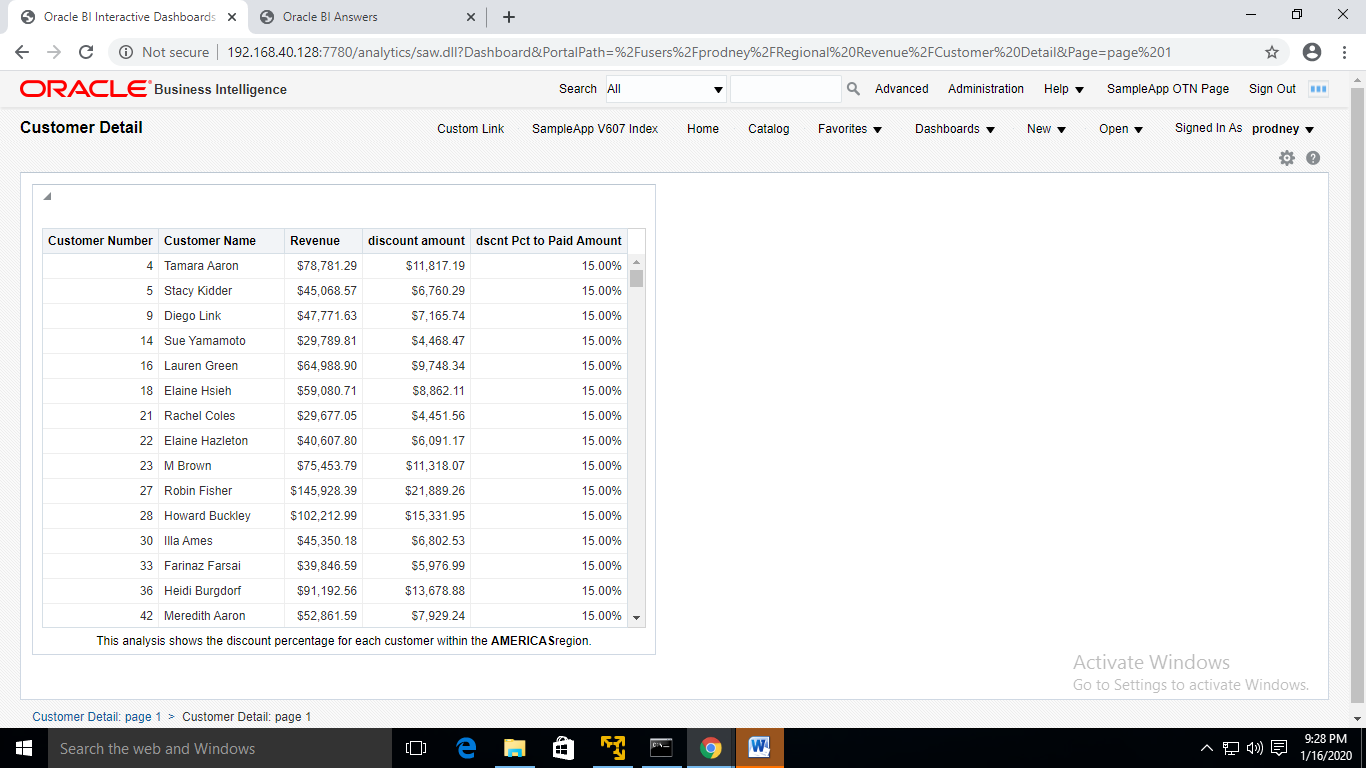 Oracle BI Interactive Dashboards Oracle BI Answers
Not secure 192.168.40.128:7780/analytics/saw.dll?Dashboard&PortalPath=%2Fusers%2Fprodney%2FRegional%20Revenue%2FCustomer%20Detail&Page=page%201
ORACLE Business Intelligence Search All Advanced Administration Help SampleApp OTN Page Sign Out
Customer Detail Custom Link SampleApp V607 Index Home Catalog Favorites Dashboards New Open Signed In As prodney
Customer Number Customer Name Revenue discount amount dscnt Pct to Paid Amount
4 Tamara Aaron $78,781.29 $11,817.19 15.00%
5 Stacy Kidder $45,068.57 $6,760.29 15.00%
9 Diego Link $47,771.63 $7,165.74 15.00%
14 Sue Yamamoto $29,789.81 $4,468.47 15.00%
16 Lauren Green $64,988.90 $9,748.34 15.00%
18 Elaine Hsieh $59,080.71 $8,862.11 15.00%
21 Rachel Coles $29,677.05 $4,451.56 15.00%
22 Elaine Hazleton $40,607.80 $6,091.17 15.00%
23 M Brown $75,453.79 $11,318.07 15.00%
27 Robin Fisher $145,928.39 $21,889.26 15.00%
28 Howard Buckley $102,212.99 $15,331.95 15.00%
30 Illa Ames $45,350.18 $6,802.53 15.00%
33 Farinaz Farsai $39,846.59 $5,976.99 15.00%
36 Heidi Burgdorf $91,192.56 $13,678.88 15.00%
42 Meredith Aaron $52,861.59 $7,929.24 15.00%
This analysis shows the discount percentage for each customer within the AMERICASregion.
Activate Windows
Go to Settings to activate Windows.
Customer Detail: page 1 > Customer Detail: page 1
Search the web and Windows
9:28 PM
1/16/2020